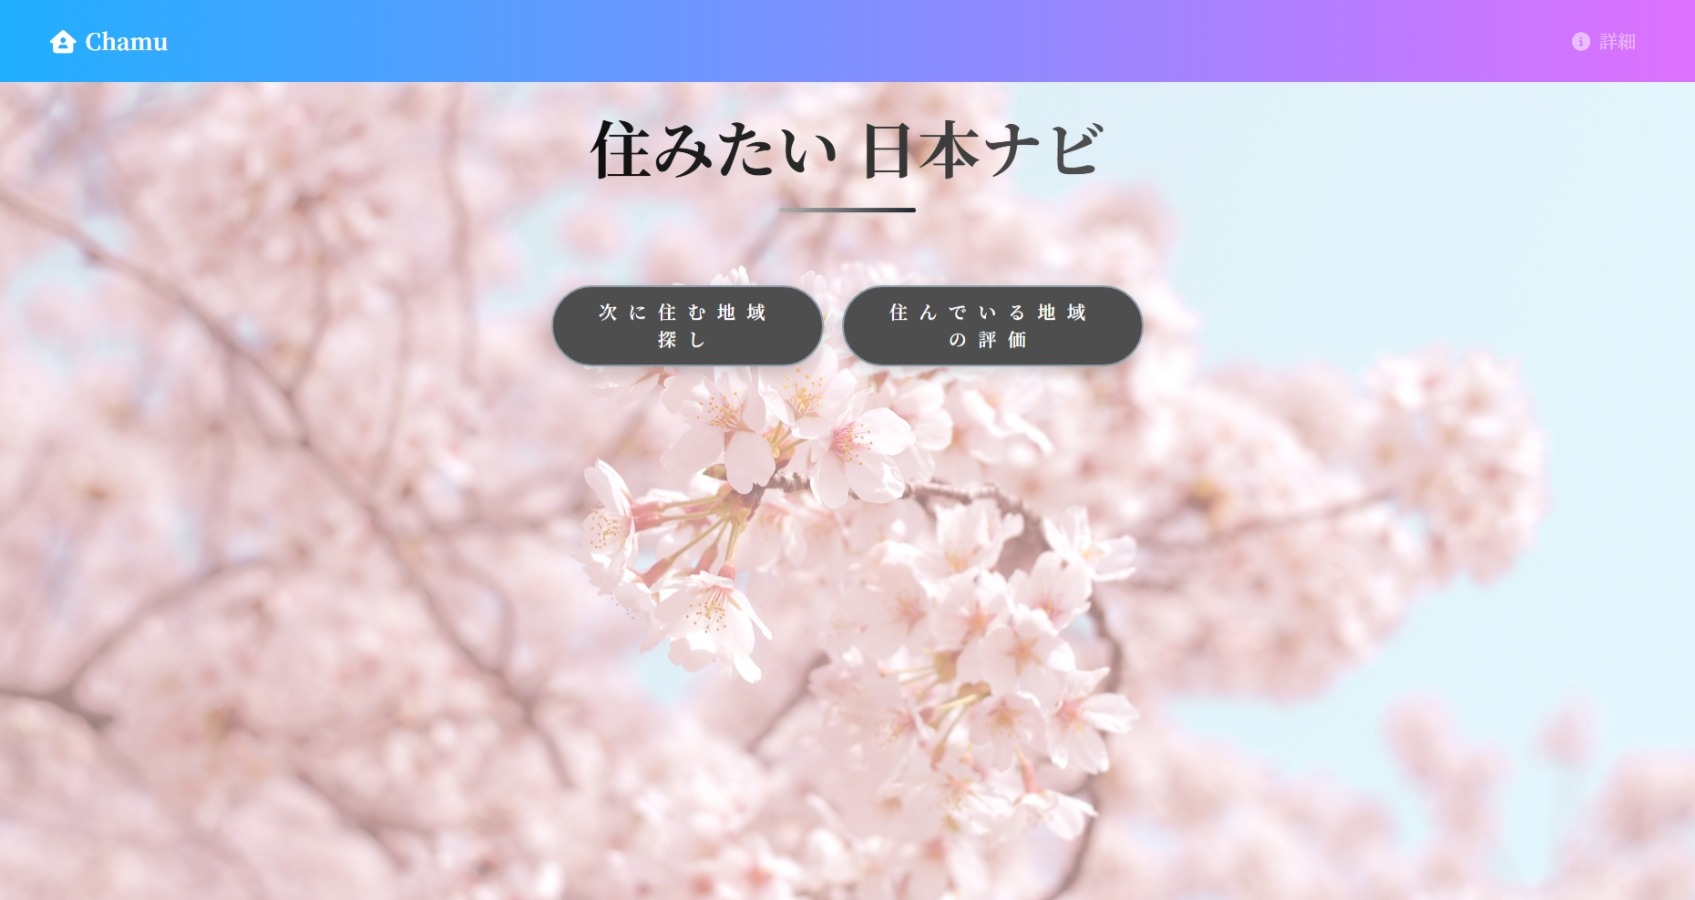 Chamu
詳細
住みたい 日本ナビ
次に住む地域
探し
住んでいる地域
の評価